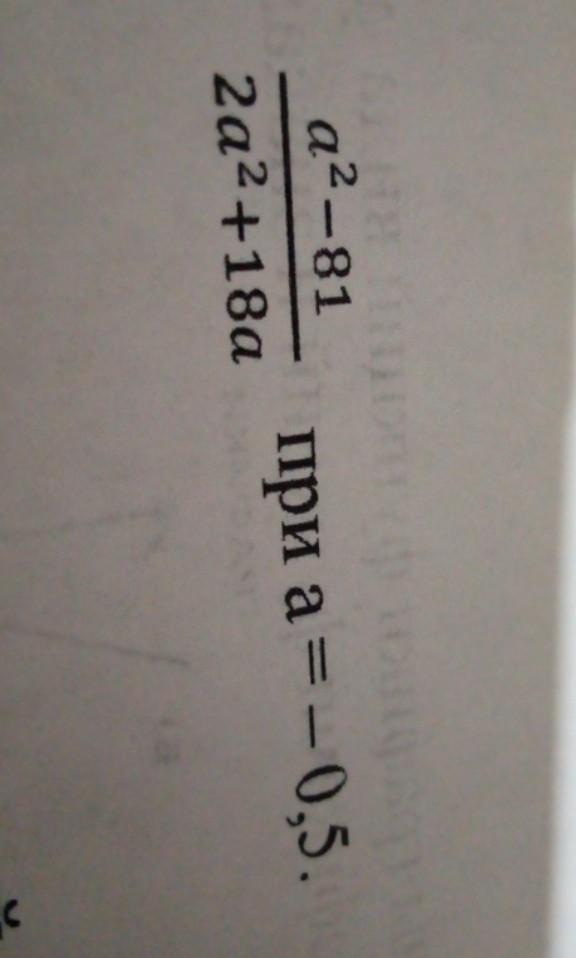 a²−81
2a²+18a
при a = − 0,5.